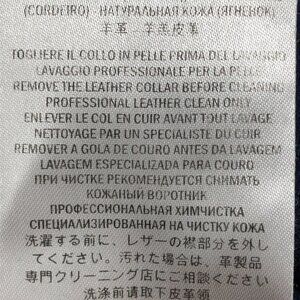 (CORDEIRO) - НАТУРАЛЬНАЯ КОЖА (ЯГНЕНОК)
羊革 - 羊羔皮革
TOGLIERE IL COLLO IN PELLE PRIMA DEL LAVAGGIO
LAVAGGIO PROFESSIONALE PER LA PELLE
REMOVE THE LEATHER COLLAR BEFORE CLEANING
PROFESSIONAL LEATHER CLEAN ONLY
ENLEVER LE COL EN CUIR AVANT TOUT LAVAGE
NETTOYAGE PAR UN SPECIALISTE DU CUIR
REMOVER A GOLA DE COURO ANTES DA LAVAGEM
LAVAGEM ESPECIALIZADA PARA COURO
ПРИ ЧИСТКЕ РЕКОМЕНДУЕТСЯ СНИМАТЬ
КОЖАНЫЙ ВОРОТНИК
ПРОФЕССИОНАЛЬНАЯ ХИМЧИСТКА
СПЕЦИАЛИЗИРОВАННАЯ НА ЧИСТКУ КОЖА
洗濯する前に、レザーの襟部分を外し
てください。汚れた場合は、革製品
専門クリーニング店にご相談ください
洗涤前请取下皮革领